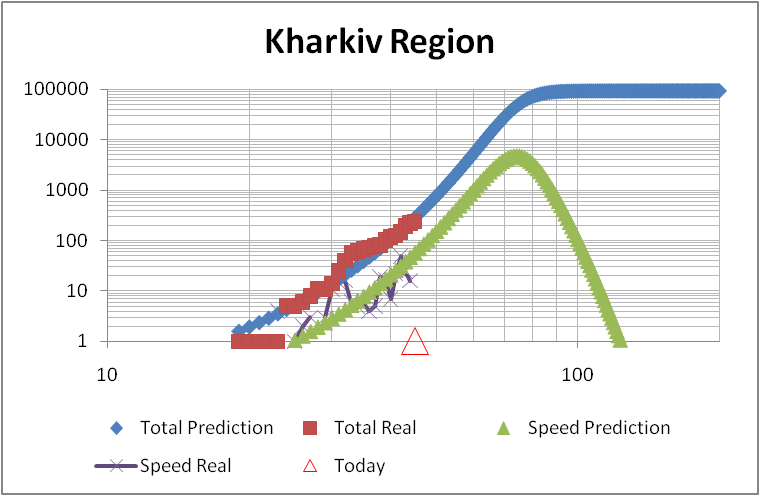 Kharkiv Region
100000
10000
1000
100
10
1
10 100
Total Prediction Total Real Speed Prediction
Speed Real Today